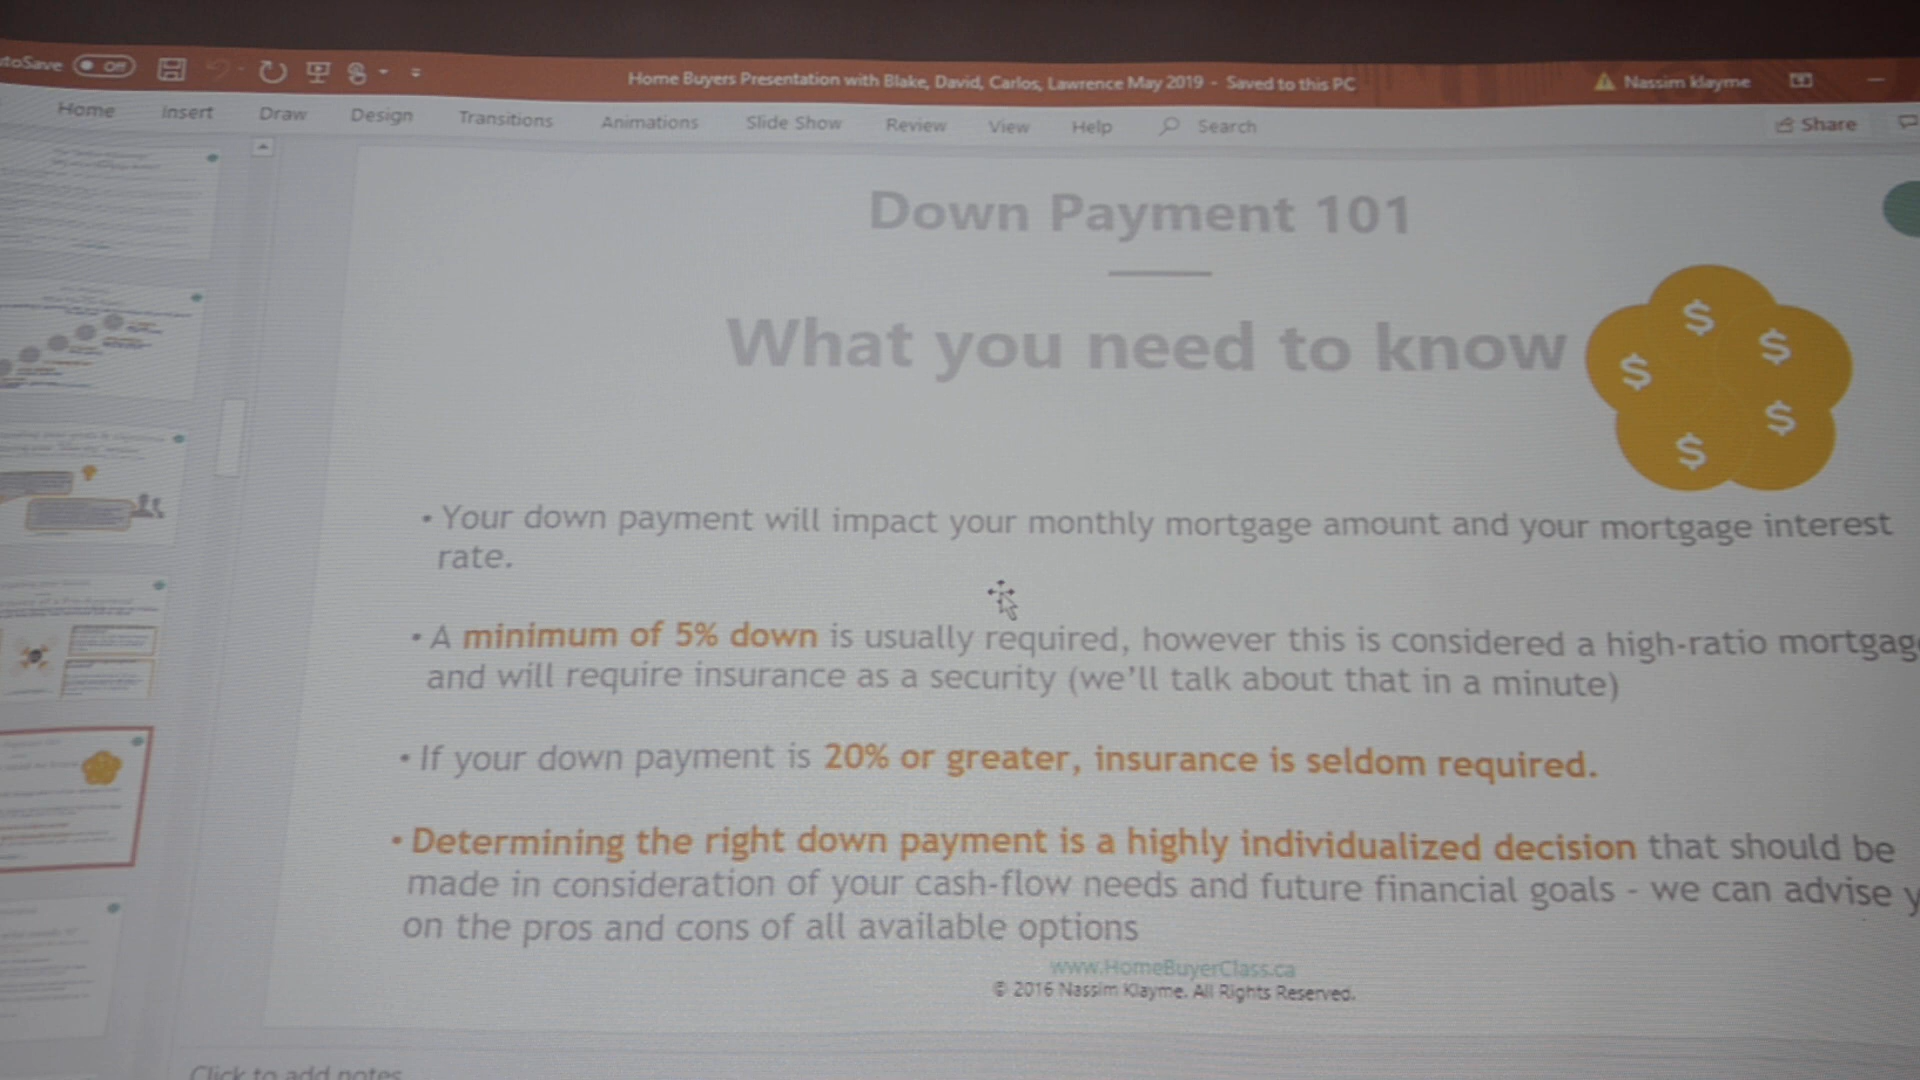 toSave Off
Home Buyers Presentation with Blake, David, Carlos, Lawrence May 2019 - Saved to this PC
Nassim klayme
Home Insert Draw Design Transitions Animations Slide Show Review View Help Search
Share
Down Payment 101
What you need to know
$ $ $ $ $
• Your down payment will impact your monthly mortgage amount and your mortgage interest
rate.
• A minimum of 5% down is usually required, however this is considered a high-ratio mortgage
and will require insurance as a security (we'll talk about that in a minute)
• If your down payment is 20% or greater, insurance is seldom required.
• Determining the right down payment is a highly individualized decision that should be
made in consideration of your cash-flow needs and future financial goals - we can advise y
on the pros and cons of all available options
www.HomeBuyerClass.ca
© 2016 Nassim Klayme. All Rights Reserved.
Click to add notes